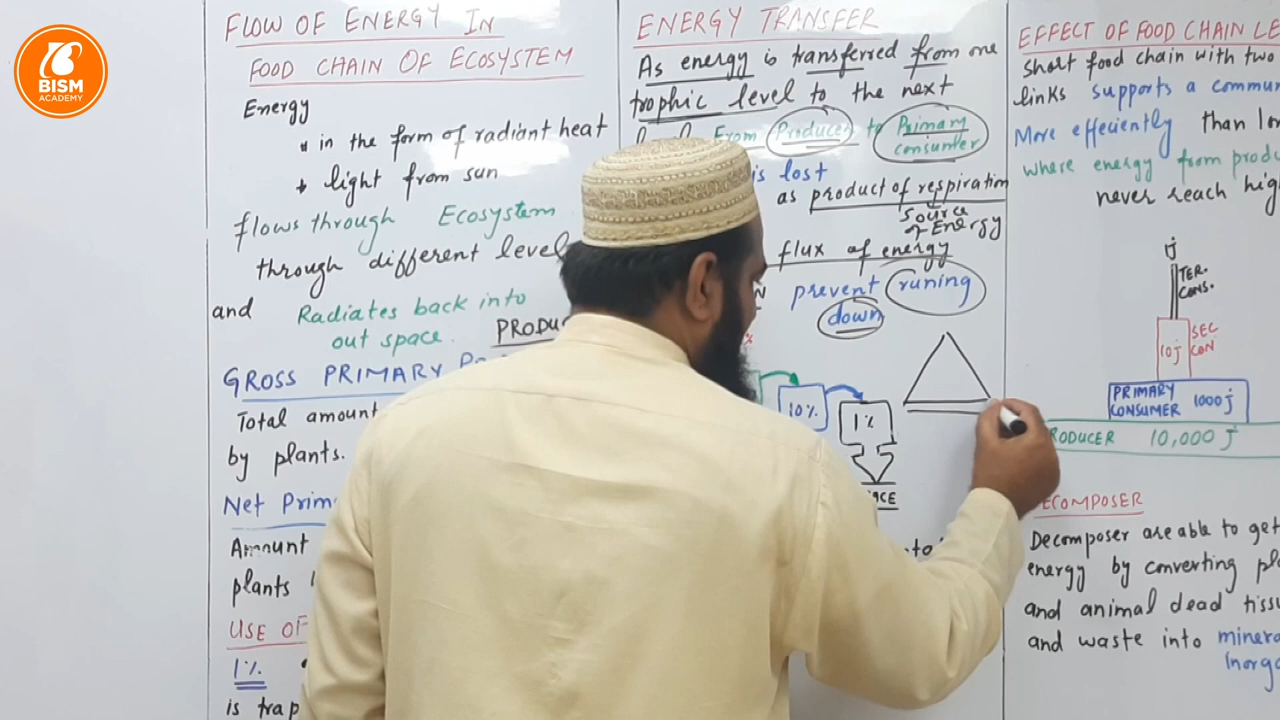 BISM
ACADEMY
FLOW OF ENERGY IN
FOOD CHAIN OF ECOSYSTEM
Energy
in the form of radiant heat
light from sun
flows through Ecosystem
through different level
and Radiates back into
out space.
PRODU
GROSS PRIMARY
Total amount
by plants.
Net Prim
Amount
plants
USE OF
1%
is trap
ENERGY TRANSFER
As energy is transferred from one
trophic level to the next
From Producer to Primary
consumer
is lost
as product of respiration
Source
of Energy
flux of energy
prevent runing
down
10%
1%
EFFECT OF FOOD CHAIN LE
Short food chain with two
links supports a commun
More effeciently than lon
where energy from produ
never reach high
1j
TER.
CONS.
10j
SEC
CON
PRIMARY
CONSUMER 1000j
RODUCER 10,000 j
ECOMPOSER
Decomposer are able to get
energy by converting pla
and animal dead tissu
and waste into minera
Inorg